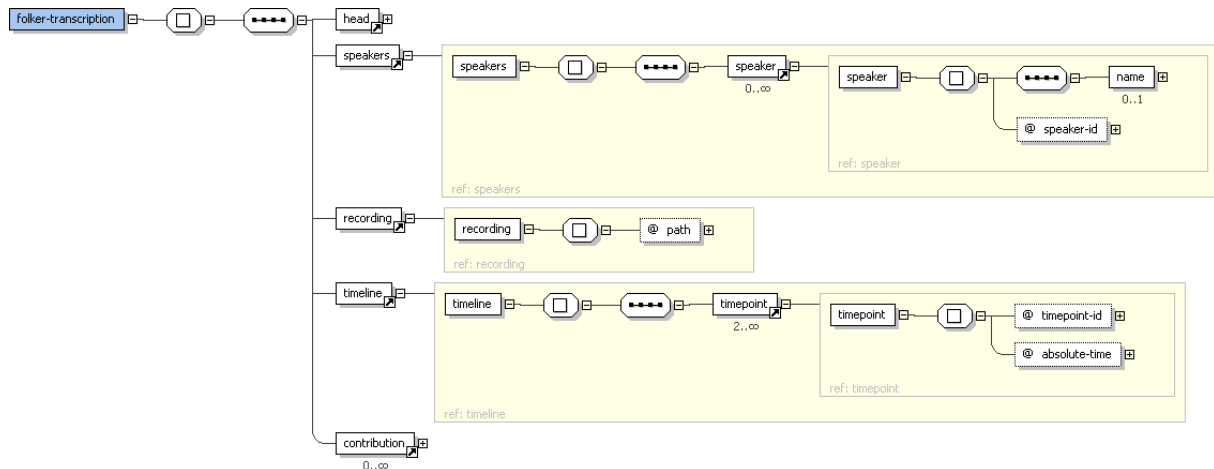 folker-transcription
head
speakers
speakers
speaker
0..∞
speaker
name
0..1
@ speaker-id
ref: speaker
ref: speakers
recording
recording
@ path
ref: recording
timeline
timeline
timepoint
2..∞
timepoint
@ timepoint-id
@ absolute-time
ref: timepoint
ref: timeline
contribution
0..∞